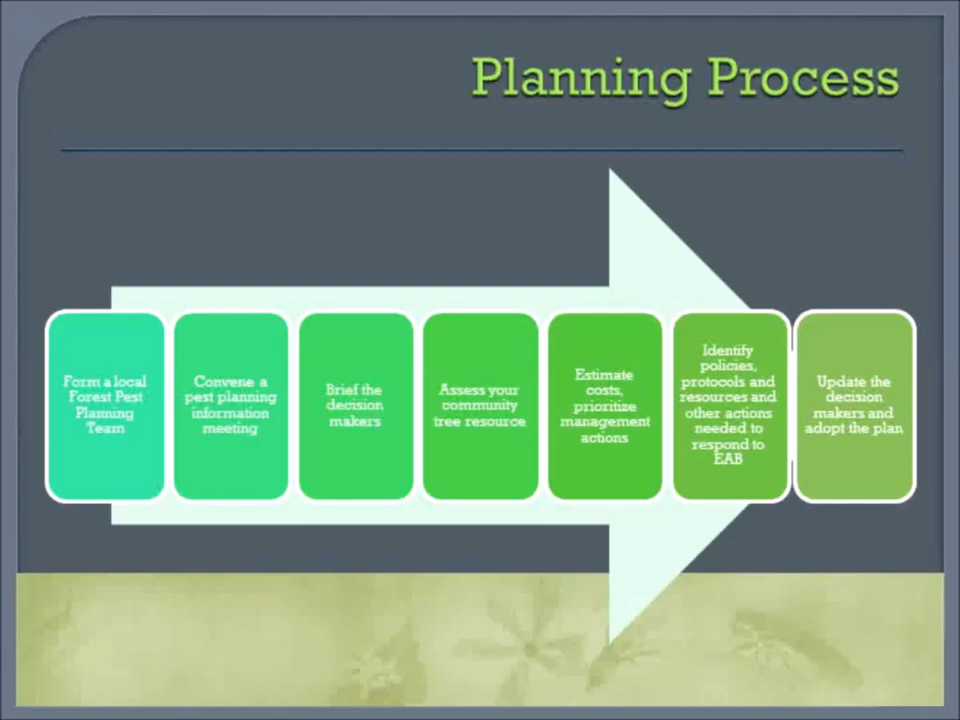 Planning Process
Form a local
Forest Pest
Planning
Team
Convene a
pest planning
information
meeting
Brief the
decision
makers
Assess your
community
tree resource
Estimate
costs,
prioritize
management
actions
Identify
policies,
protocols and
resources and
other actions
needed to
respond to
EAB
Update the
decision
makers and
adopt the plan